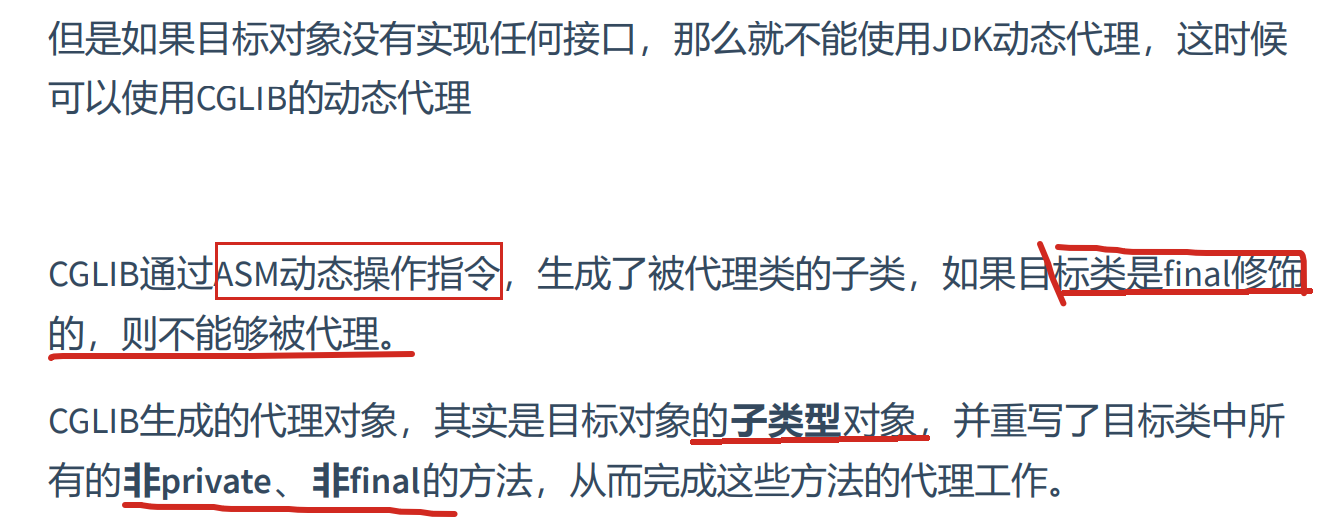 但是如果目标对象没有实现任何接口，那么就不能使用JDK动态代理，这时候
可以使用CGLIB的动态代理
CGLIB通过ASM动态操作指令，生成了被代理类的子类，如果目标类是final修饰
的，则不能够被代理。
CGLIB生成的代理对象，其实是目标对象的子类型对象，并重写了目标类中所
有的非private、非final的方法，从而完成这些方法的代理工作。